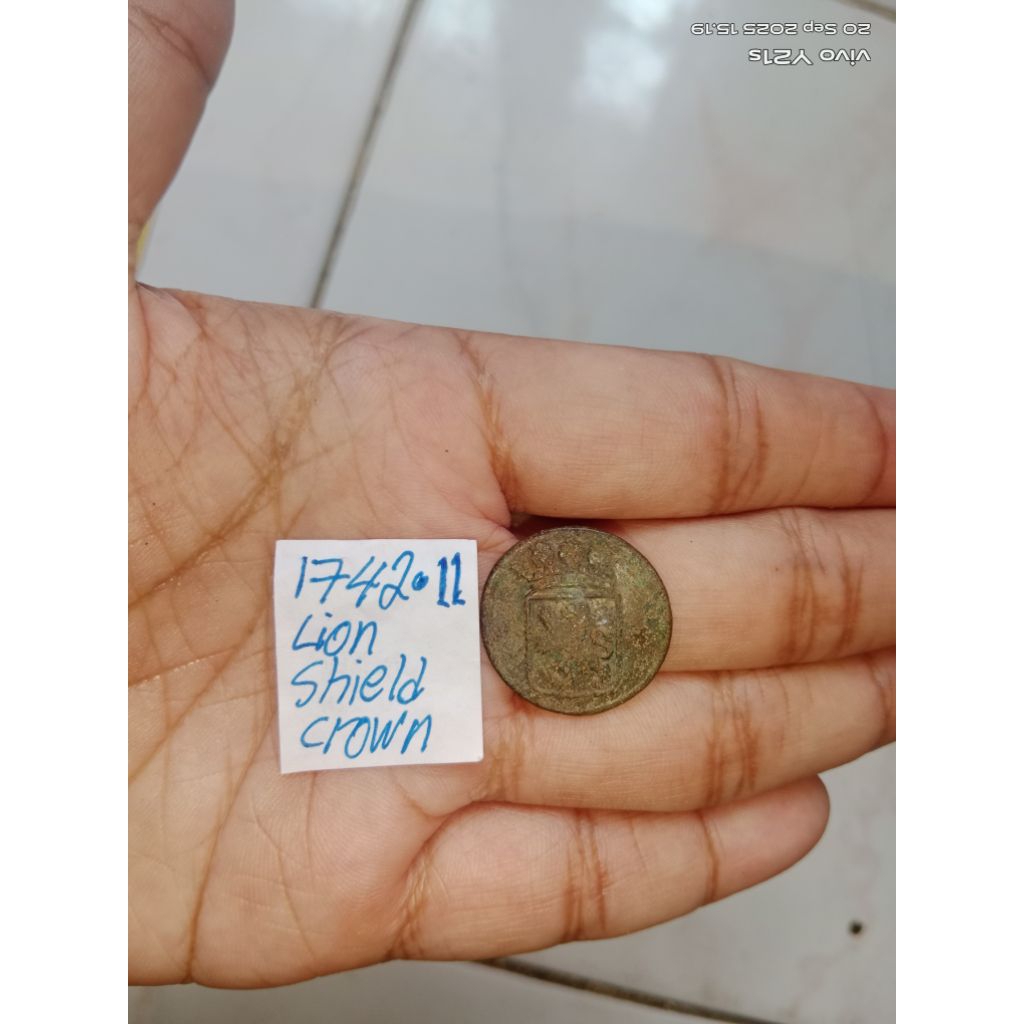 1742.11
Lion
Shield
crown
20 Sep 2025 15.19
vivo Y21s